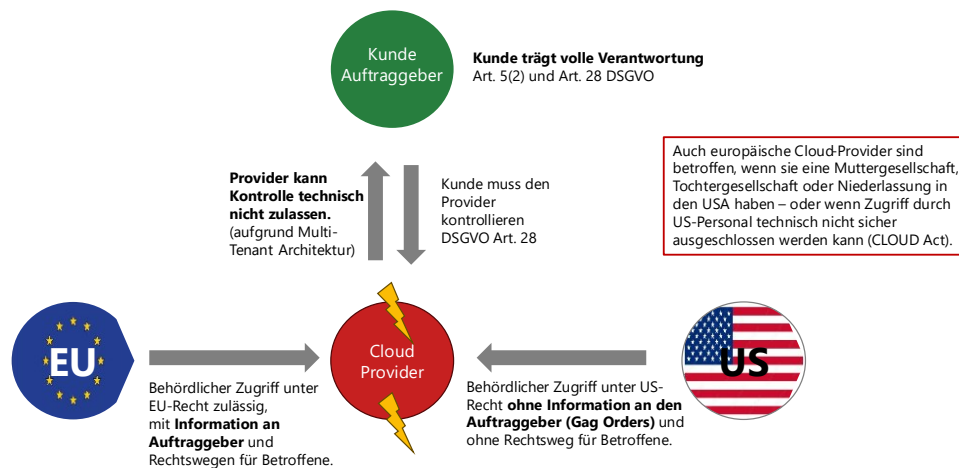 Kunde
Auftraggeber
Kunde trägt volle Verantwortung
Art. 5(2) und Art. 28 DSGVO
Auch europäische Cloud-Provider sind
betroffen, wenn sie eine Muttergesellschaft,
Tochtergesellschaft oder Niederlassung in
den USA haben – oder wenn Zugriff durch
US-Personal technisch nicht sicher
ausgeschlossen werden kann (CLOUD Act).
Provider kann
Kontrolle technisch
nicht zulassen.
(aufgrund Multi-
Tenant Architektur)
Kunde muss den
Provider
kontrollieren
DSGVO Art. 28
EU
Cloud
Provider
US
Behördlicher Zugriff unter
EU-Recht zulässig,
mit Information an
Auftraggeber und
Rechtswegen für Betroffene.
Behördlicher Zugriff unter US-
Recht ohne Information an den
Auftraggeber (Gag Orders) und
ohne Rechtsweg für Betroffene.